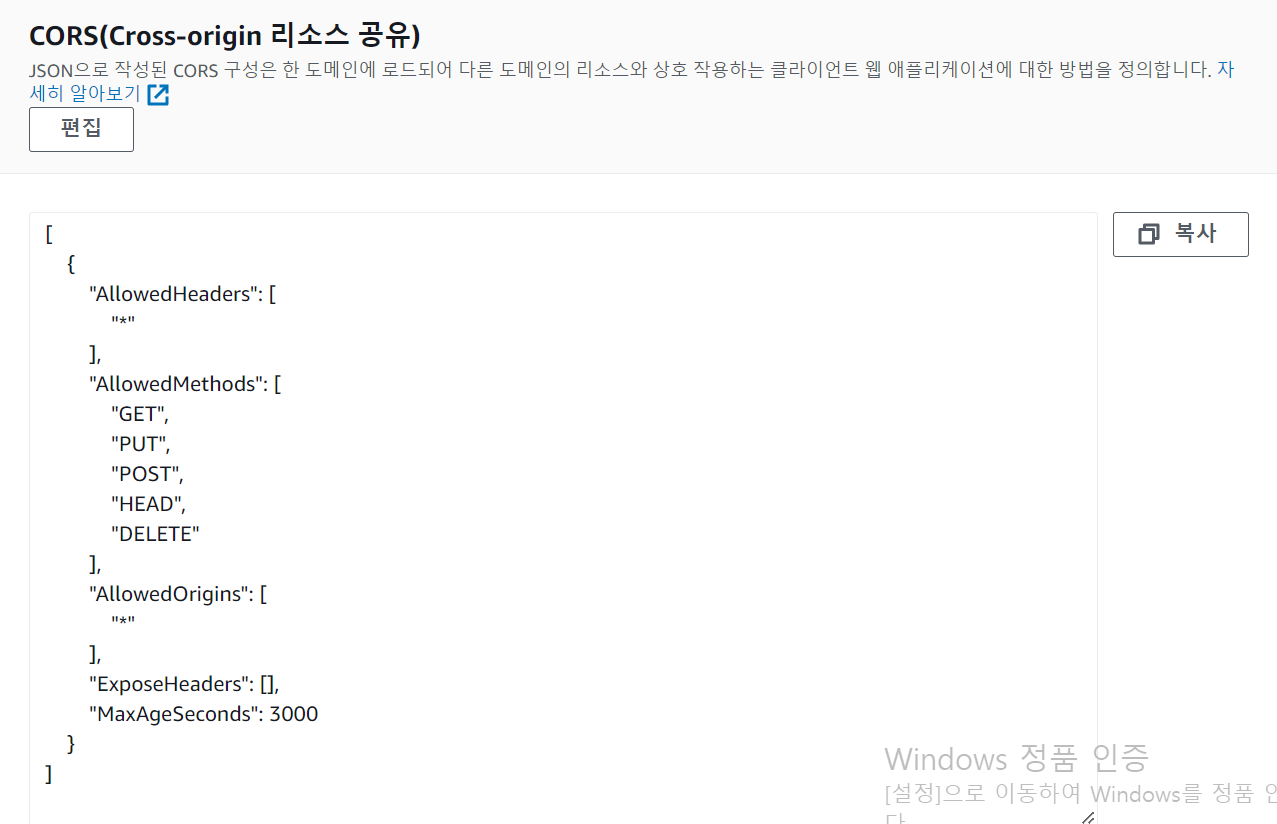 CORS(Cross-origin 리소스 공유)
JSON으로 작성된 CORS 구성은 한 도메인에 로드되어 다른 도메인의 리소스와 상호 작용하는 클라이언트 웹 애플리케이션에 대한 방법을 정의합니다. 자
세히 알아보기
편집
복사
[
{
"AllowedHeaders": [
"*"
],
"AllowedMethods": [
"GET",
"PUT",
"POST",
"HEAD",
"DELETE"
],
"AllowedOrigins": [
"*"
],
"ExposeHeaders": [],
"MaxAgeSeconds": 3000
}
]
Windows 정품 인증
[설정]으로 이동하여 Windows를 정품